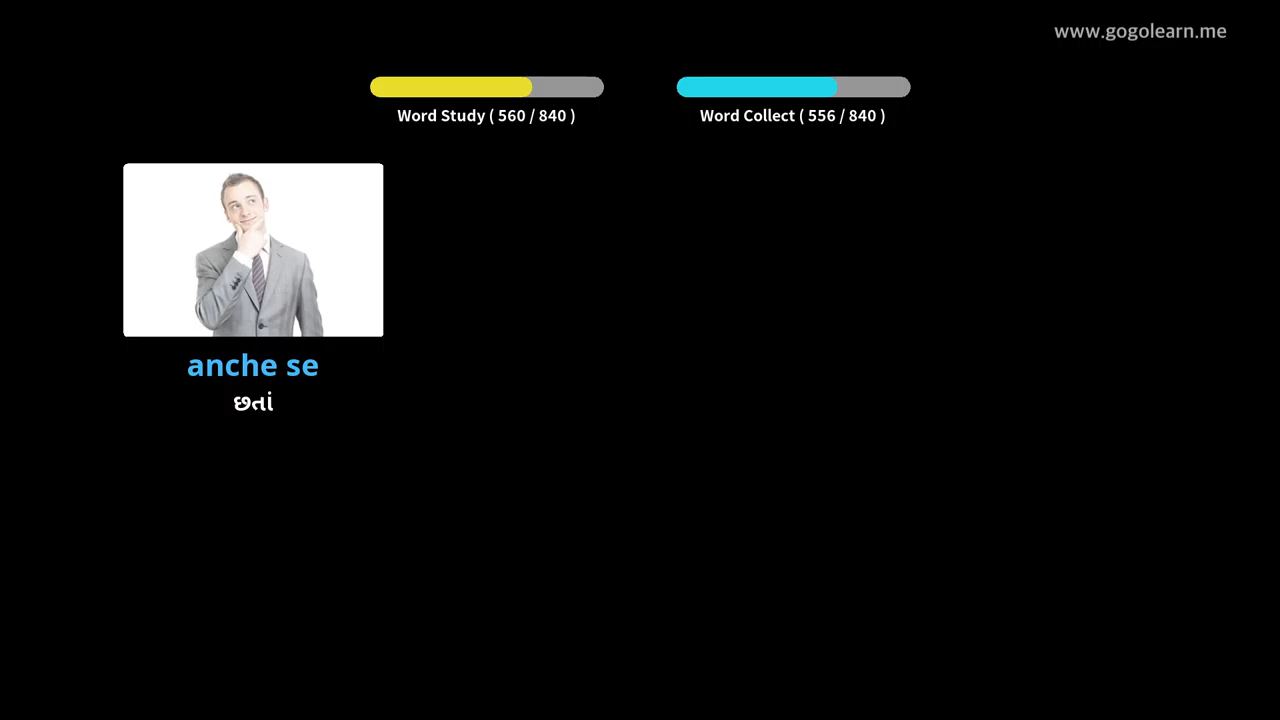 www.gogolearn.me
Word Study ( 560 / 840 )
Word Collect ( 556 / 840 )
anche se
છતાં